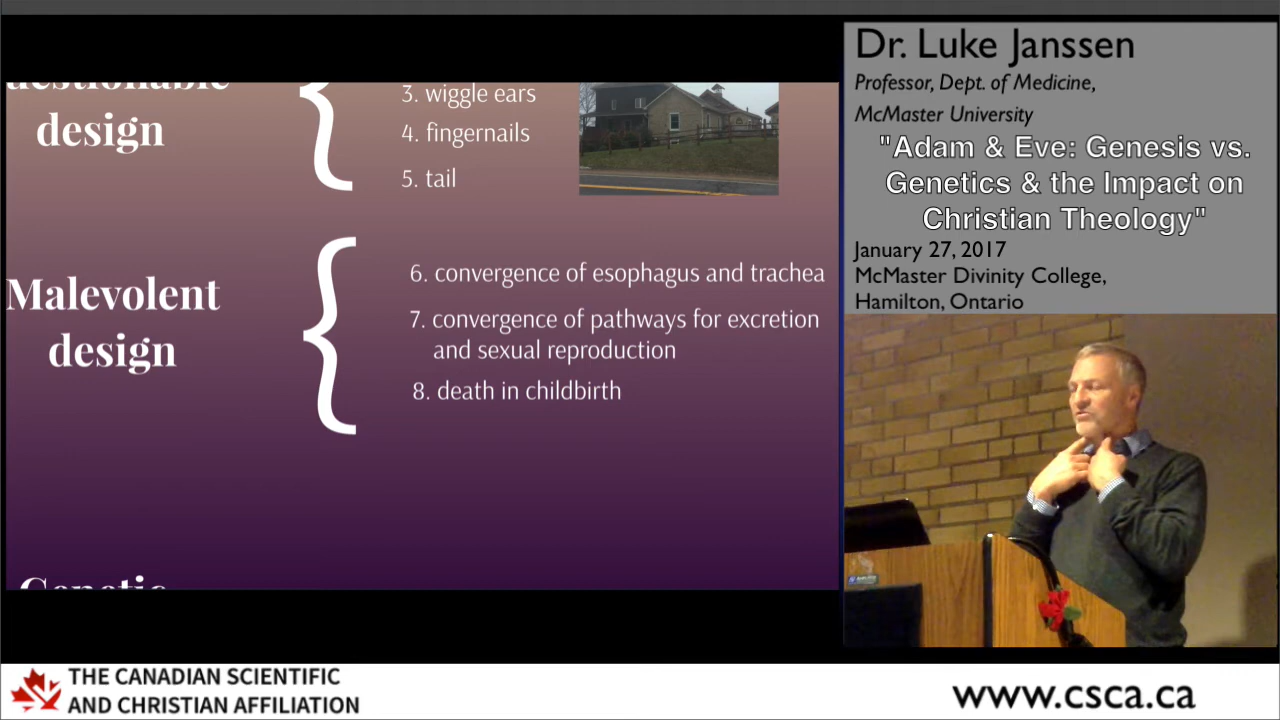 design
3. wiggle ears
4. fingernails
5. tail
Malevolent
design
6. convergence of esophagus and trachea
7. convergence of pathways for excretion
and sexual reproduction
8. death in childbirth
Dr. Luke Janssen
Professor, Dept. of Medicine,
McMaster University
"Adam & Eve: Genesis vs.
Genetics & the Impact on
Christian Theology"
January 27, 2017
McMaster Divinity College,
Hamilton, Ontario
THE CANADIAN SCIENTIFIC
AND CHRISTIAN AFFILIATION
www.csca.ca